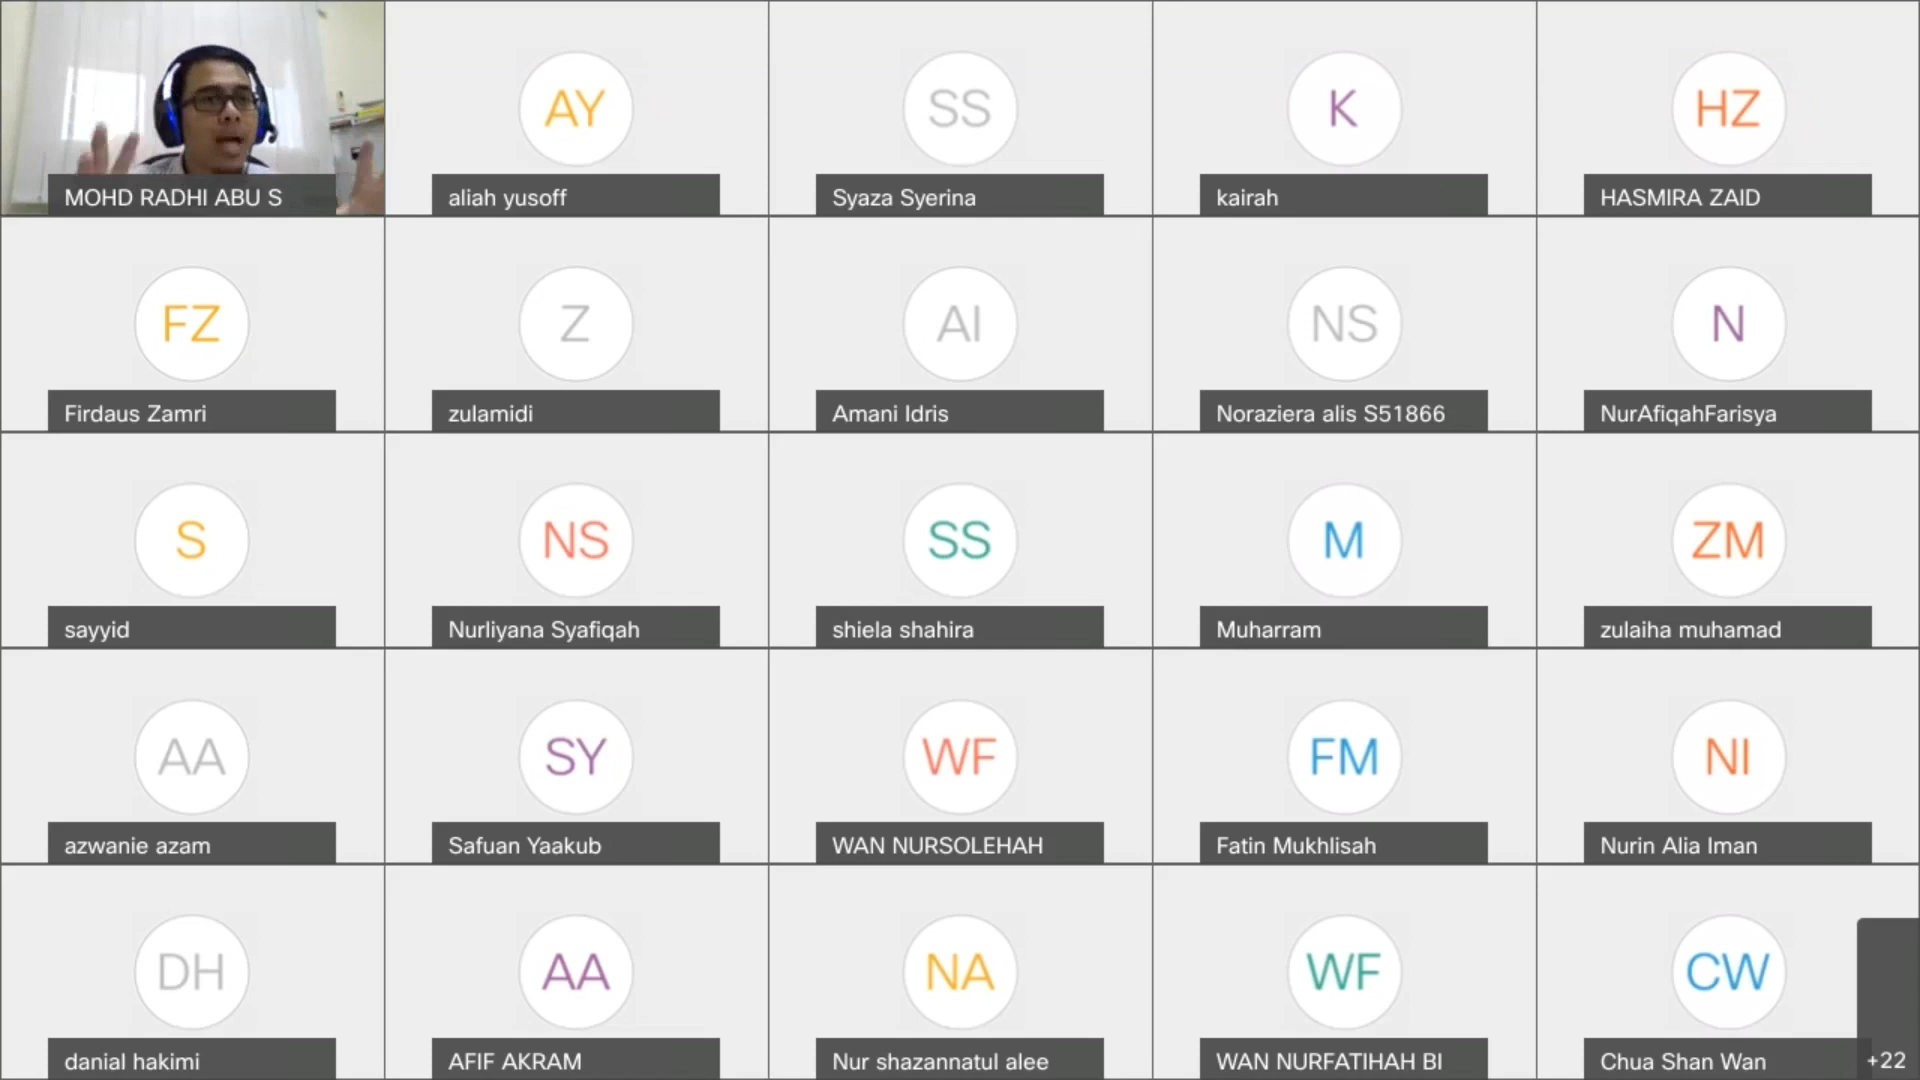 MOHD RADHI ABU S
AY
aliah yusoff
SS
Syaza Syerina
K
kairah
HZ
HASMIRA ZAID
FZ
Firdaus Zamri
Z
zulamidi
AI
Amani Idris
NS
Noraziera alis S51866
N
NurAfiqahFarisya
S
sayyid
NS
Nurliyana Syafiqah
SS
shiela shahira
M
Muharram
ZM
zulaiha muhamad
AA
azwanie azam
SY
Safuan Yaakub
WF
WAN NURSOLEHAH
FM
Fatin Mukhlisah
NI
Nurin Alia Iman
DH
danial hakimi
AA
AFIF AKRAM
NA
Nur shazannatul alee
WF
WAN NURFATIHAH BI
CW
Chua Shan Wan
+22